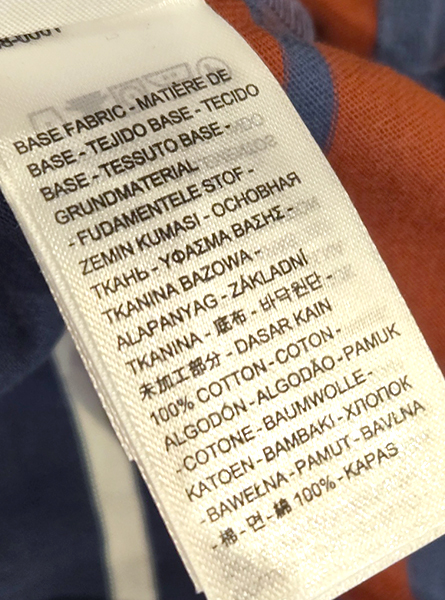 BASE FABRIC - MATIÈRE DE
BASE - TEJIDO BASE - TECIDO
BASE - TESSUTO BASE -
GRUNDMATERIAL
- FUDAMENTELE STOF -
ZEMIN KUMASI - ОСНОВНАЯ
ТКАНЬ - ΥΦΑΣΜΑ ΒΑΣΗΣ -
TKANINA BAZOWA -
ALAPANYAG - ZÁKLADNÍ
TKANINA - 底布 - 바닥원단 -
未加工部分 - DASAR KAIN
100% COTTON - COTON -
ALGODÓN - ALGODÃO - PAMUK
- COTONE - BAUMWOLLE -
KATOEN - BAMBAKI - ХЛОПОК
- BAWEŁNA - PAMUT - BAVLNA
- 棉 - 면 - 綿 100% - KAPAS